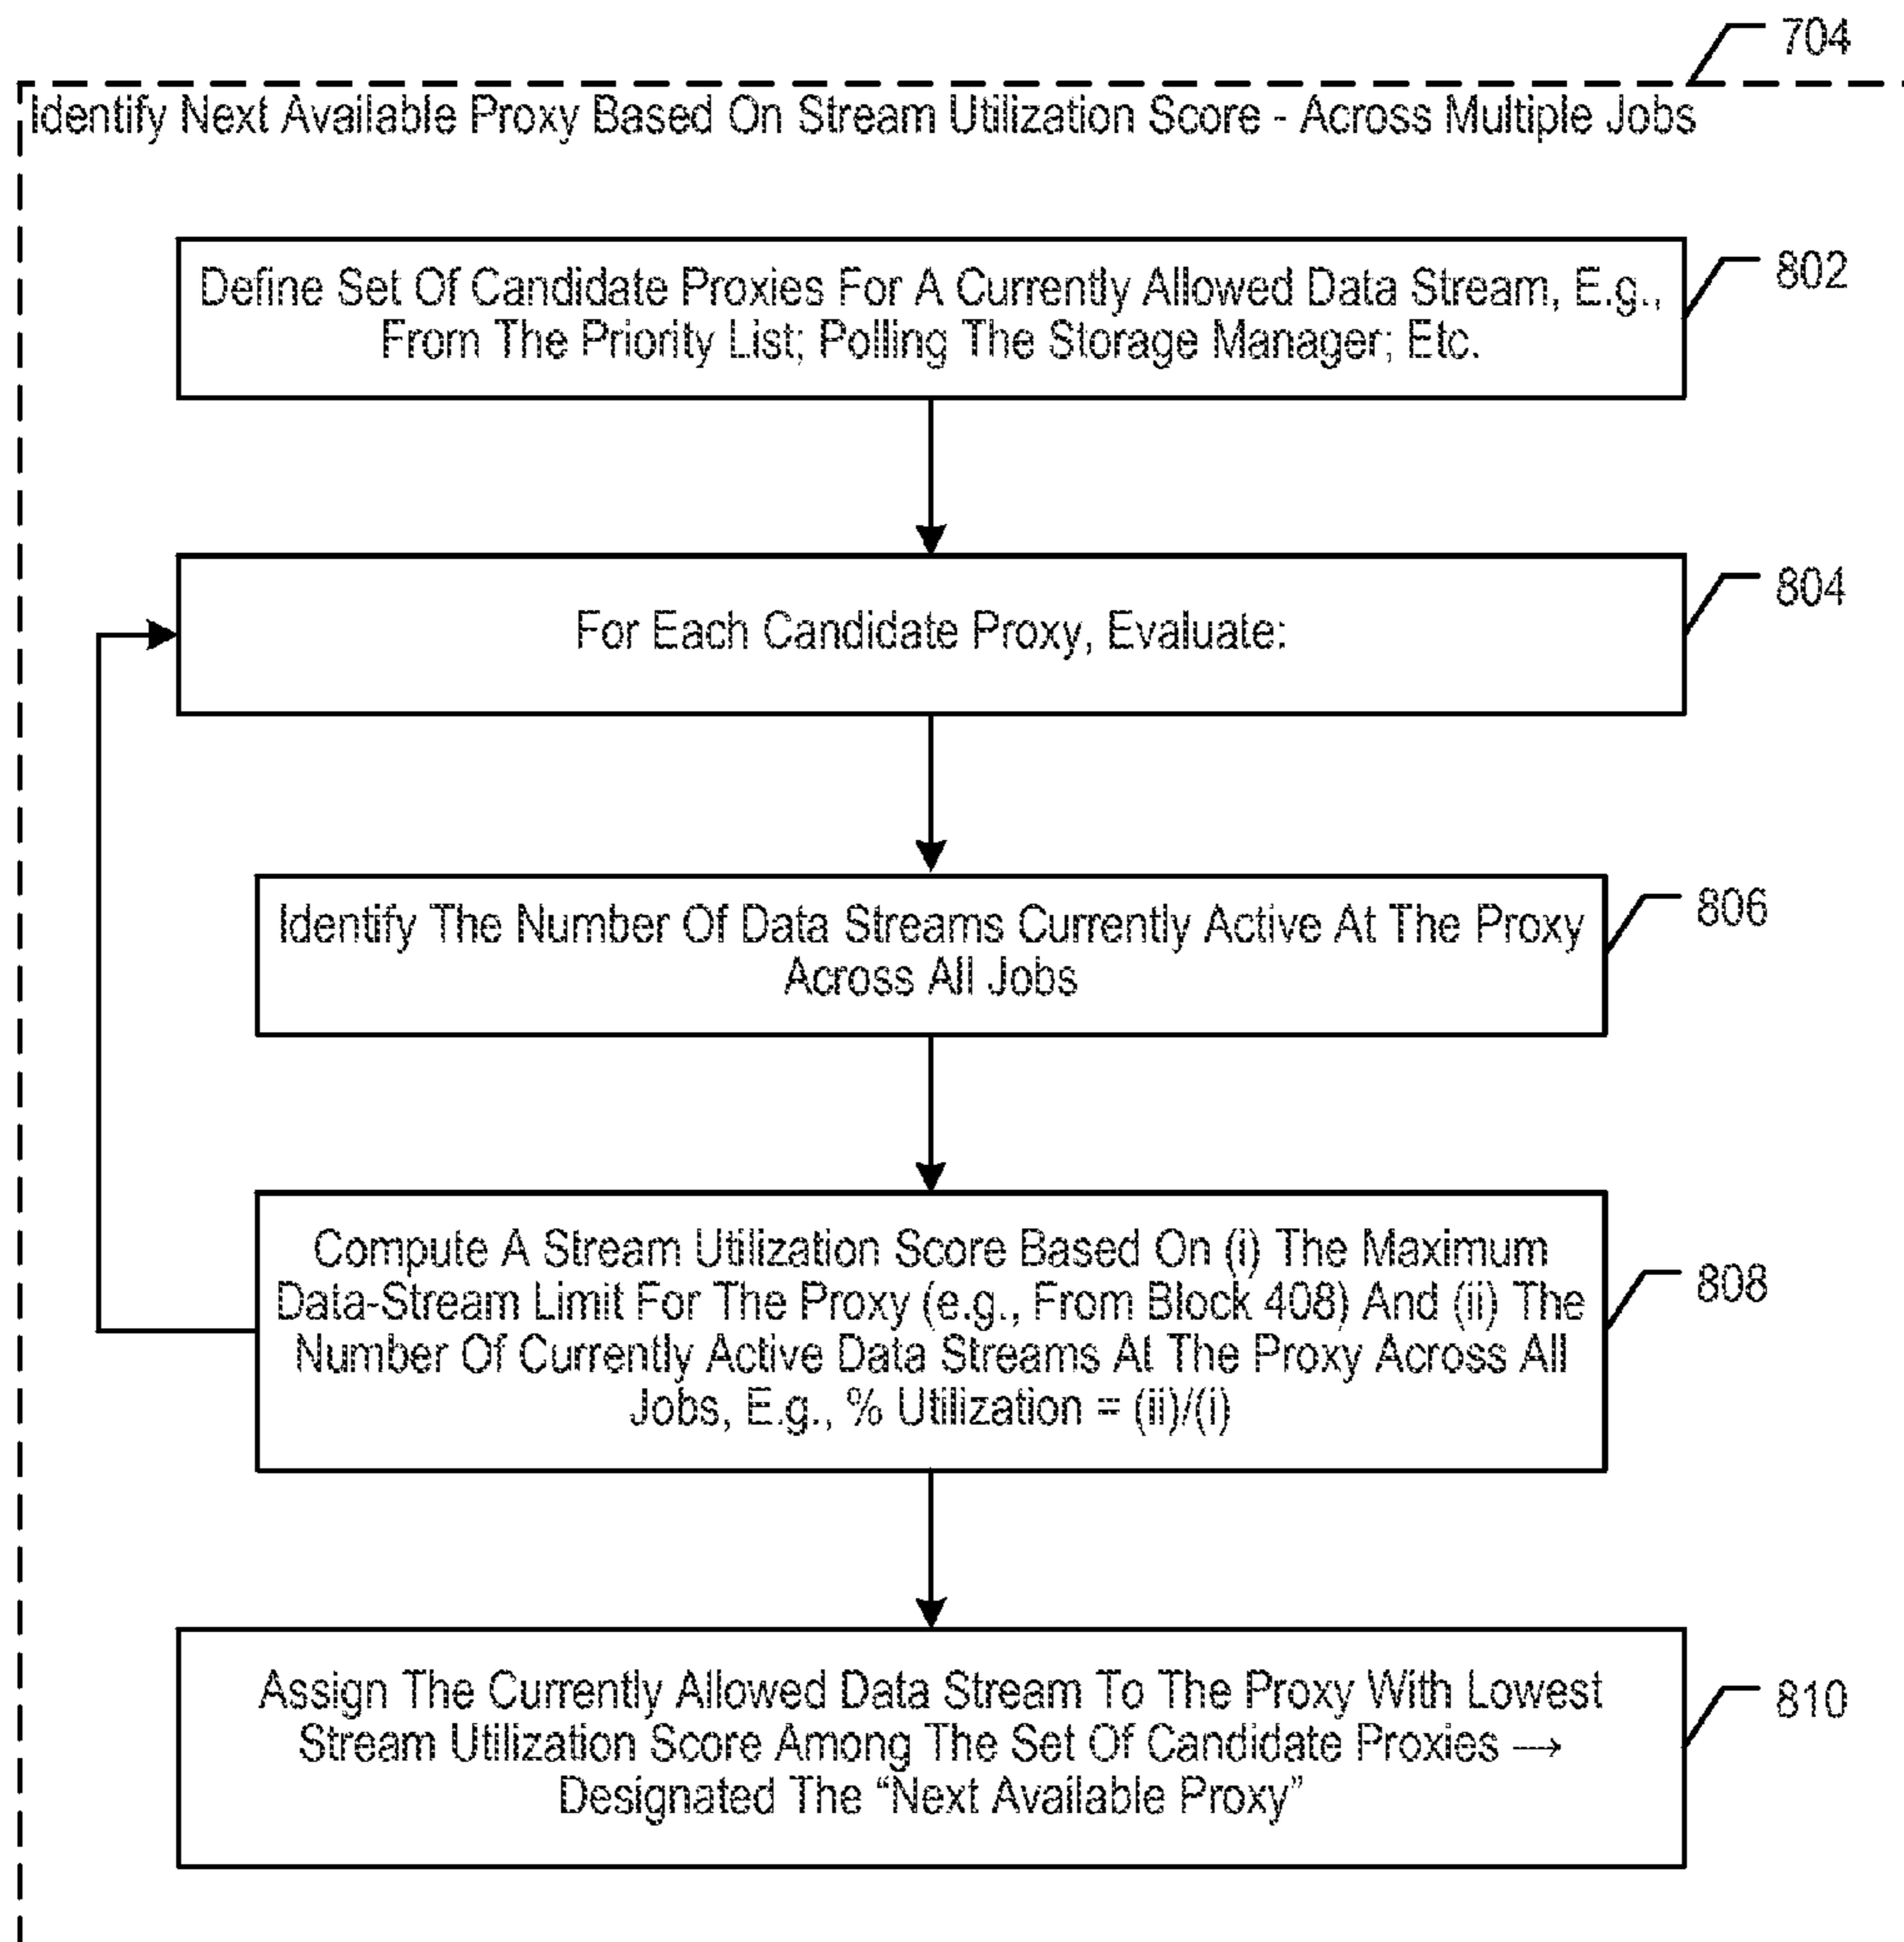 704
Identify Next Available Proxy Based On Stream Utilization Score - Across Multiple Jobs
Define Set Of Candidate Proxies For A Currently Allowed Data Stream, E.g.,
From The Priority List; Polling The Storage Manager; Etc.
802
For Each Candidate Proxy, Evaluate:
804
Identify The Number Of Data Streams Currently Active At The Proxy
Across All Jobs
806
Compute A Stream Utilization Score Based On (i) The Maximum
Data-Stream Limit For The Proxy (e.g., From Block 408) And (ii) The
Number Of Currently Active Data Streams At The Proxy Across All
Jobs, E.g., % Utilization = (ii)/(i)
808
Assign The Currently Allowed Data Stream To The Proxy With Lowest
Stream Utilization Score Among The Set Of Candidate Proxies →
Designated The “Next Available Proxy”
810